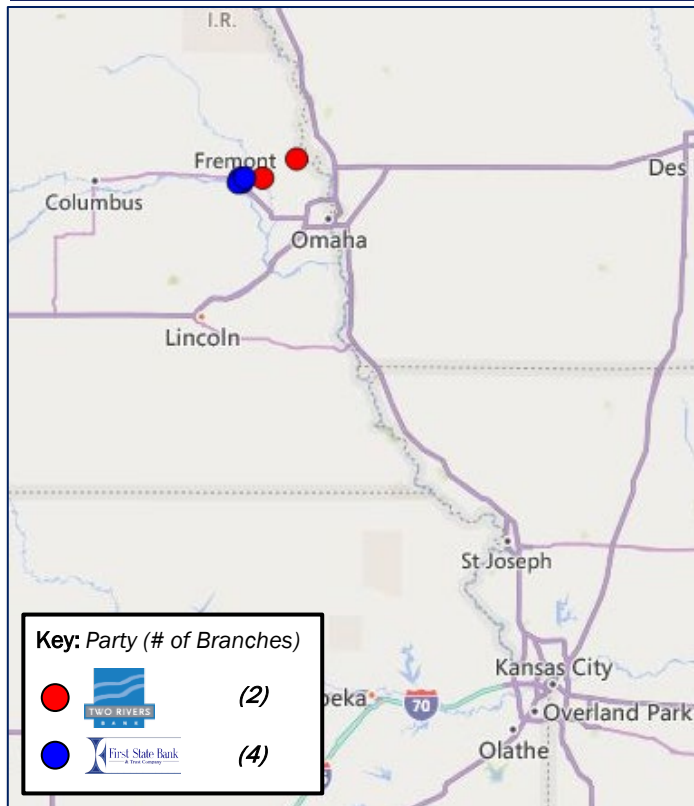 I.R.
Fremont
Des
Columbus
Omaha
Lincoln
St Joseph
Key: Party (# of Branches)
Kansas City
TWO RIVERS
BANK
(2)
peka
70
Overland Park
First State Bank
& Trust Company
(4)
Olathe